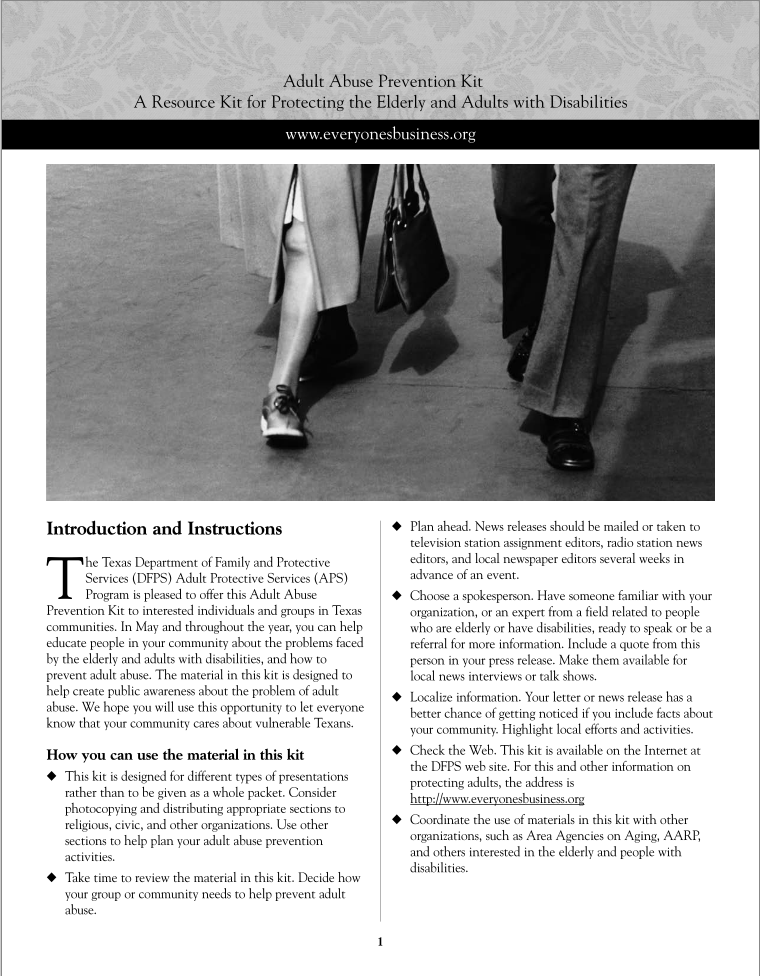 Adult Abuse Prevention Kit
A Resource Kit for Protecting the Elderly and Adults with Disabilities
www.everyonesbusiness.org
Introduction and Instructions
The Texas Department of Family and Protective
Services (DFPS) Adult Protective Services (APS)
Program is pleased to offer this Adult Abuse
Prevention Kit to interested individuals and groups in Texas
communities. In May and throughout the year, you can help
educate people in your community about the problems faced
by the elderly and adults with disabilities, and how to
prevent adult abuse. The material in this kit is designed to
help create public awareness about the problem of adult
abuse. We hope you will use this opportunity to let everyone
know that your community cares about vulnerable Texans.
How you can use the material in this kit
◆ This kit is designed for different types of presentations
rather than to be given as a whole packet. Consider
photocopying and distributing appropriate sections to
religious, civic, and other organizations. Use other
sections to help plan your adult abuse prevention
activities.
◆ Take time to review the material in this kit. Decide how
your group or community needs to help prevent adult
abuse.
◆ Plan ahead. News releases should be mailed or taken to
television station assignment editors, radio station news
editors, and local newspaper editors several weeks in
advance of an event.
◆ Choose a spokesperson. Have someone familiar with your
organization, or an expert from a field related to people
who are elderly or have disabilities, ready to speak or be a
referral for more information. Include a quote from this
person in your press release. Make them available for
local news interviews or talk shows.
◆ Localize information. Your letter or news release has a
better chance of getting noticed if you include facts about
your community. Highlight local efforts and activities.
◆ Check the Web. This kit is available on the Internet at
the DFPS web site. For this and other information on
protecting adults, the address is
http://www.everyonesbusiness.org
◆ Coordinate the use of materials in this kit with other
organizations, such as Area Agencies on Aging, AARP,
and others interested in the elderly and people with
disabilities.
1